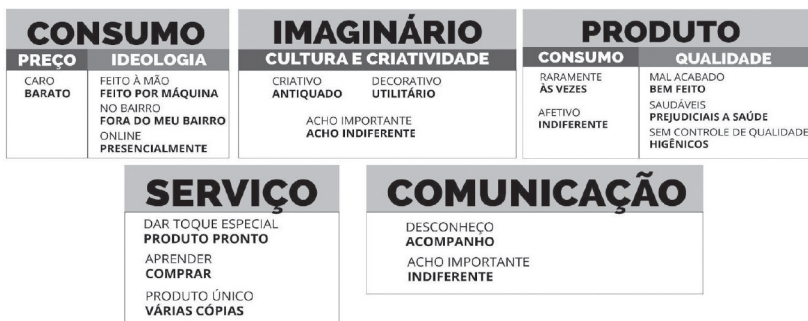 CONSUMO
PREÇO
IDEOLOGIA
CARO
BARATO
FEITO À MÃO
FEITO POR MÁQUINA
NO BAIRRO
FORA DO MEU BAIRRO
ONLINE
PRESENCIALMENTE
IMAGINÁRIO
CULTURA E CRIATIVIDADE
CRIATIVO
ANTIQUADO
DECORATIVO
UTILITÁRIO
ACHO IMPORTANTE
ACHO INDIFERENTE
PRODUTO
CONSUMO
QUALIDADE
RARAMENTE
ÀS VEZES
AFETIVO
INDIFERENTE
MAL ACABADO
BEM FEITO
SAUDÁVEIS
PREJUDICIAIS A SAÚDE
SEM CONTROLE DE QUALIDADE
HIGÊNICOS
SERVIÇO
DAR TOQUE ESPECIAL
PRODUTO PRONTO
APRENDER
COMPRAR
PRODUTO ÚNICO
VÁRIAS CÓPIAS
COMUNICAÇÃO
DESCONHEÇO
ACOMPANHO
ACHO IMPORTANTE
INDIFERENTE